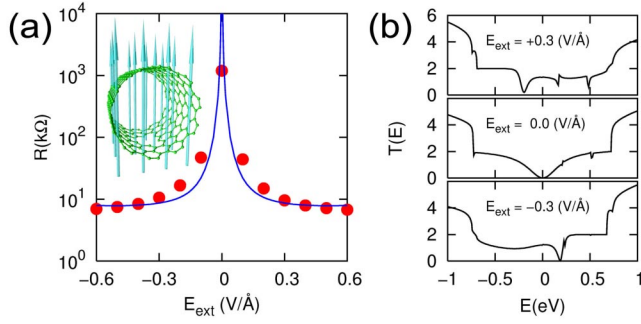 (a)
R(kΩ)
10^4
10^3
10^2
10^1
10^0
−0.6 −0.3 0 0.3 0.6
E_ext (V/Å)
(b)
T(E)
6
4
2
0
E_ext = +0.3 (V/Å)
4
2
0
E_ext = 0.0 (V/Å)
4
2
0
E_ext = −0.3 (V/Å)
−1 −0.5 0 0.5 1
E(eV)